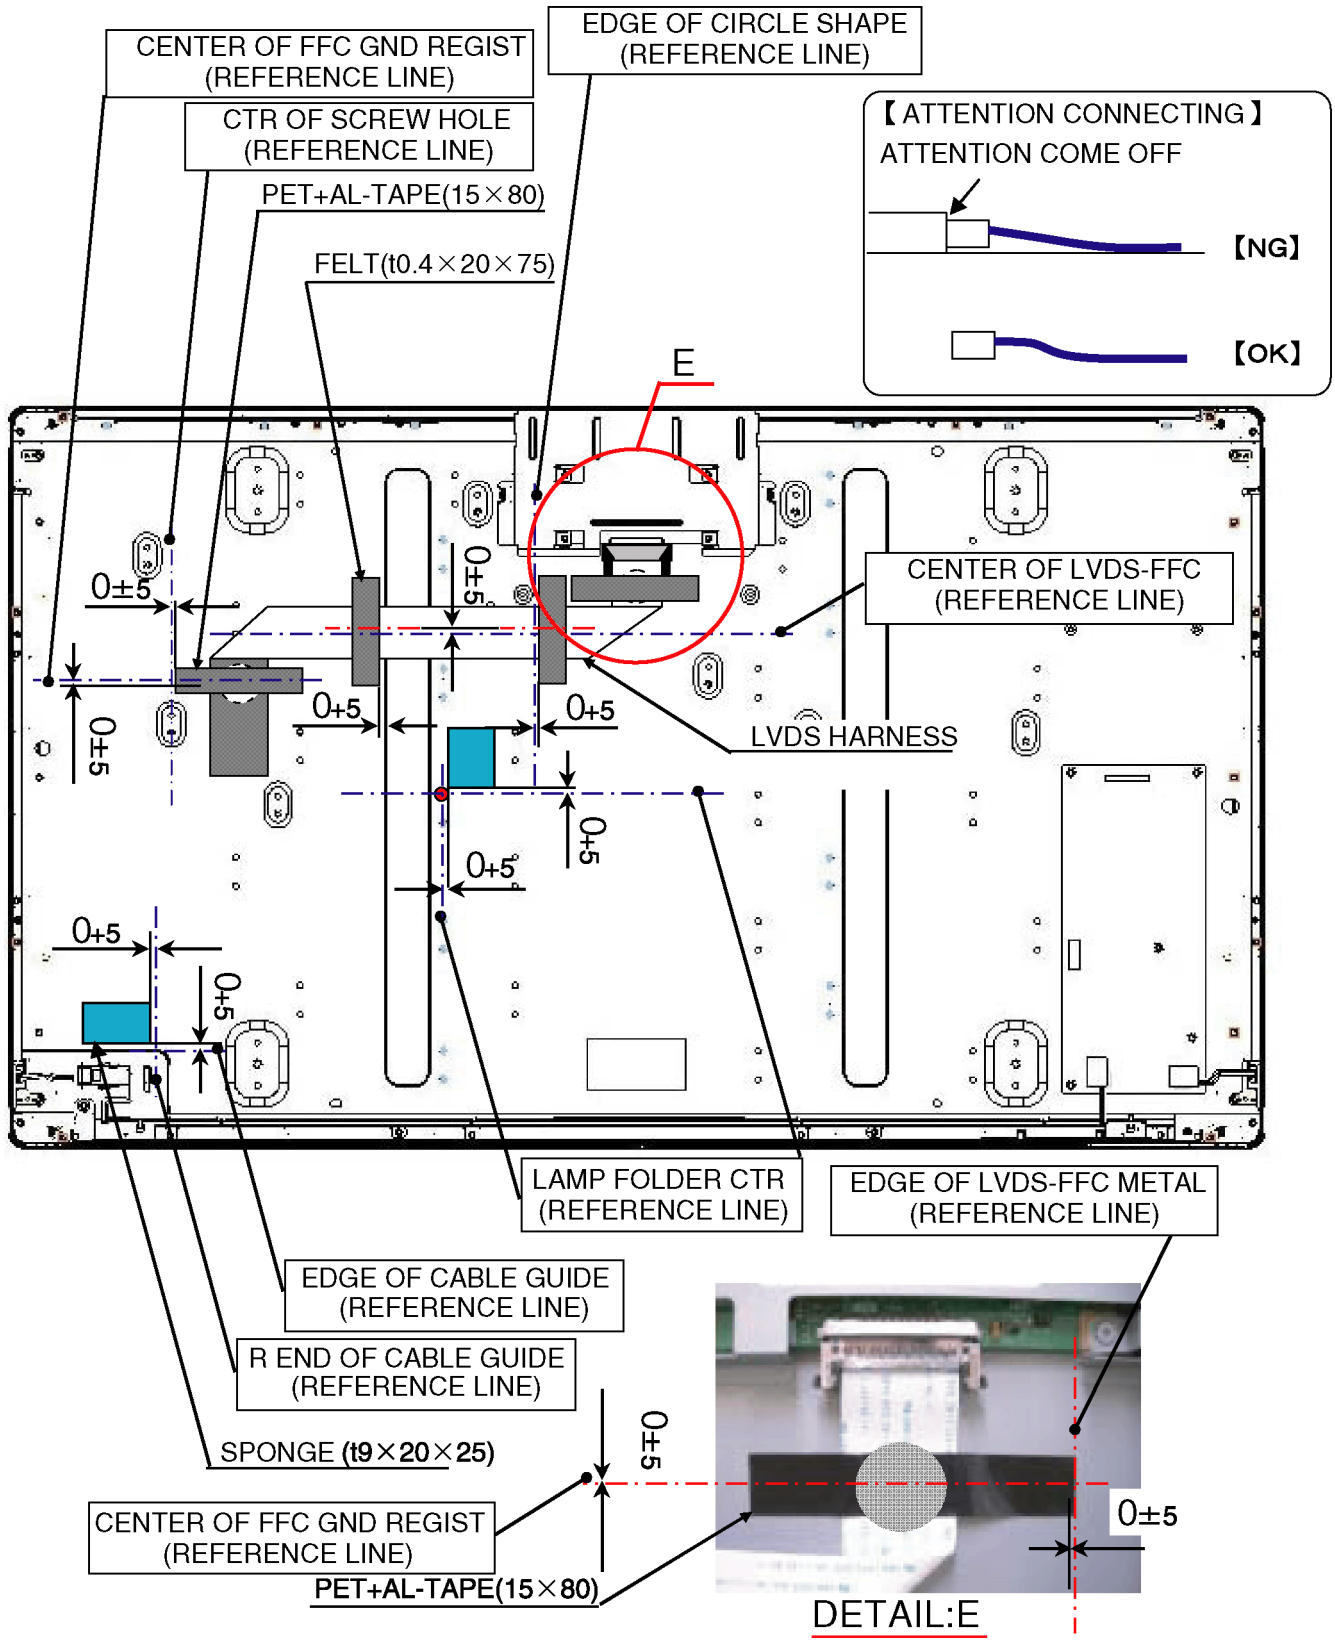 EDGE OF CIRCLE SHAPE
(REFERENCE LINE)
CENTER OF FFC GND REGIST
(REFERENCE LINE)
CTR OF SCREW HOLE
(REFERENCE LINE)
PET+AL-TAPE(15×80)
FELT(t0.4×20×75)
【 ATTENTION CONNECTING 】
ATTENTION COME OFF
【NG】
【OK】
E
0±5
0±5
CENTER OF LVDS-FFC
(REFERENCE LINE)
0±5
0+5
0+5
LVDS HARNESS
0+5
0+5
0+5
0+5
LAMP FOLDER CTR
(REFERENCE LINE)
EDGE OF LVDS-FFC METAL
(REFERENCE LINE)
EDGE OF CABLE GUIDE
(REFERENCE LINE)
R END OF CABLE GUIDE
(REFERENCE LINE)
SPONGE (t9×20×25)
0±5
CENTER OF FFC GND REGIST
(REFERENCE LINE)
0±5
PET+AL-TAPE(15×80)
DETAIL:E